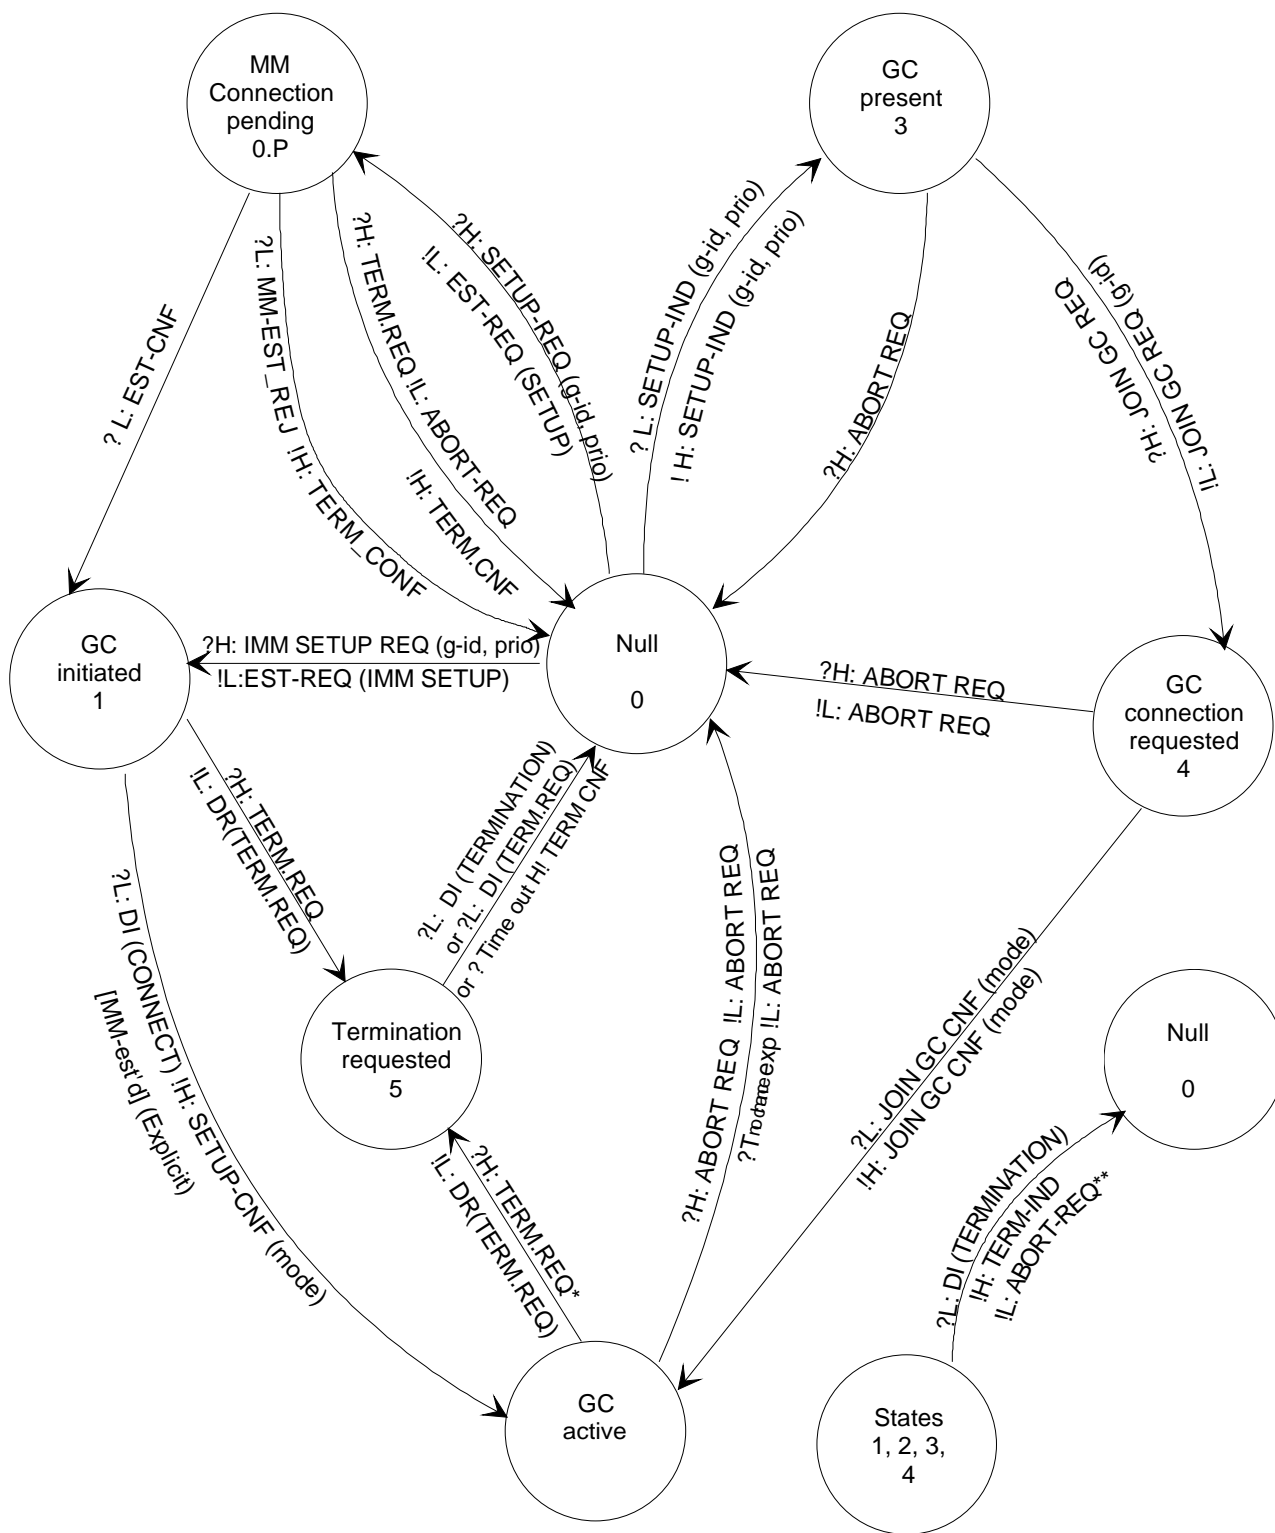 MM
Connection
pending
0.P
GC
present
3
?H: SETUP-REQ (g-id, prio)
!L: EST-REQ (SETUP)
?H: TERM.REQ !L: ABORT-REQ
!H: TERM.CNF
?L: MM-EST_REJ !H: TERM_CONF
? L: EST-CNF
? L: SETUP-IND (g-id, prio)
! H: SETUP-IND (g-id, prio)
?H: ABORT REQ
!L: JOIN GC REQ (g-id)
?H: JOIN GC REQ
GC
initiated
1
?H: IMM SETUP REQ (g-id, prio)
!L:EST-REQ (IMM SETUP)
Null
0
?H: ABORT REQ
!L: ABORT REQ
GC
connection
requested
4
?H: TERM.REQ
!L: DR(TERM.REQ)
?L: DI (TERMINATION)
or ?L: DI (TERM.REQ)
or ? Time out H! TERM CNF
?L: DI (CONNECT) !H: SETUP-CNF (mode)
[MM-est'd] (Explicit)
?H: ABORT REQ !L: ABORT REQ
exp !L: ABORT REQ
?L: JOIN GC CNF (mode)
!H: JOIN GC CNF (mode)
Termination
requested
5
Null
0
?H: TERM.REQ*
!L: DR(TERM.REQ)
?L: DI (TERMINATION)
!H: TERM-IND
!L: ABORT-REQ**
GC
active
States
1, 2, 3,
4